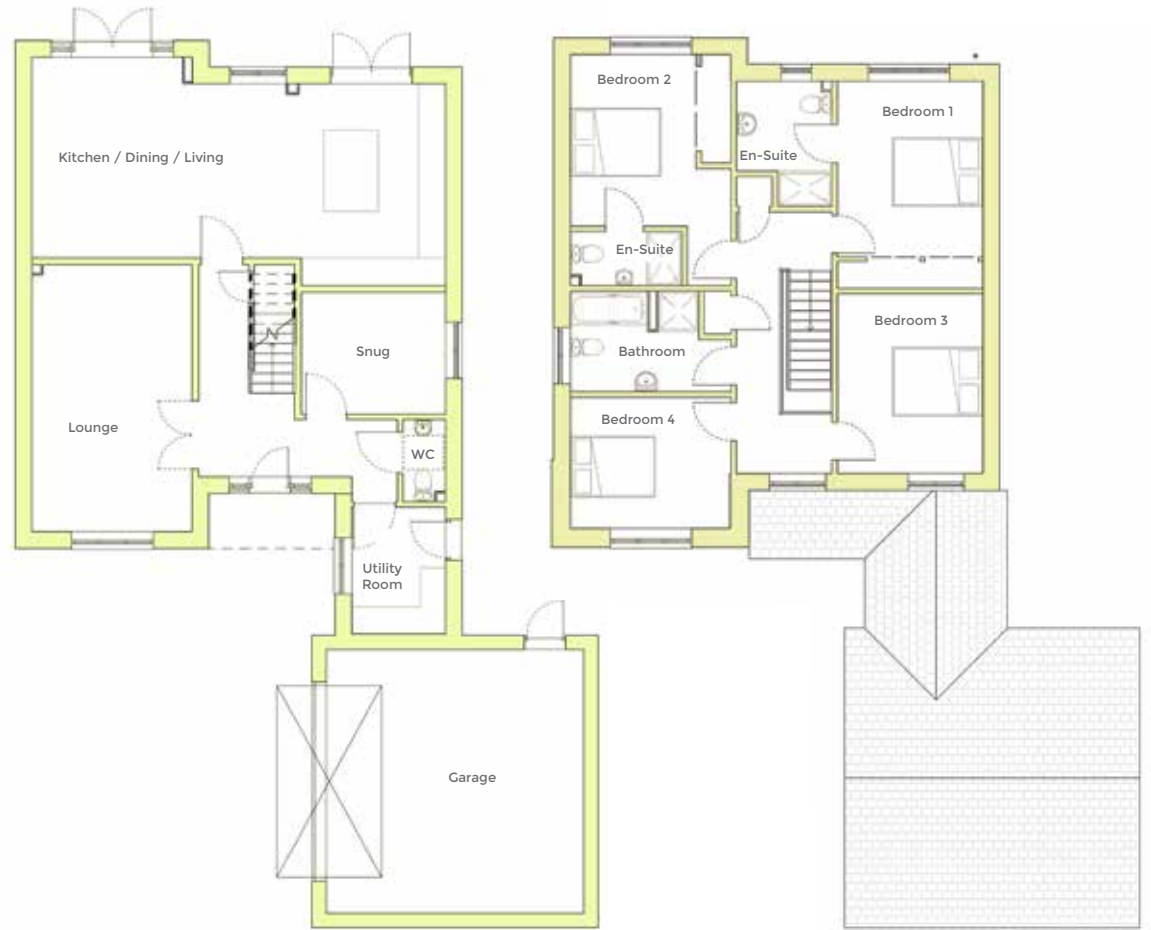 Kitchen / Dining / Living
Lounge
Snug
WC
Utility
Room
Garage
Bedroom 2
En-Suite
Bedroom 1
En-Suite
Bathroom
Bedroom 3
Bedroom 4